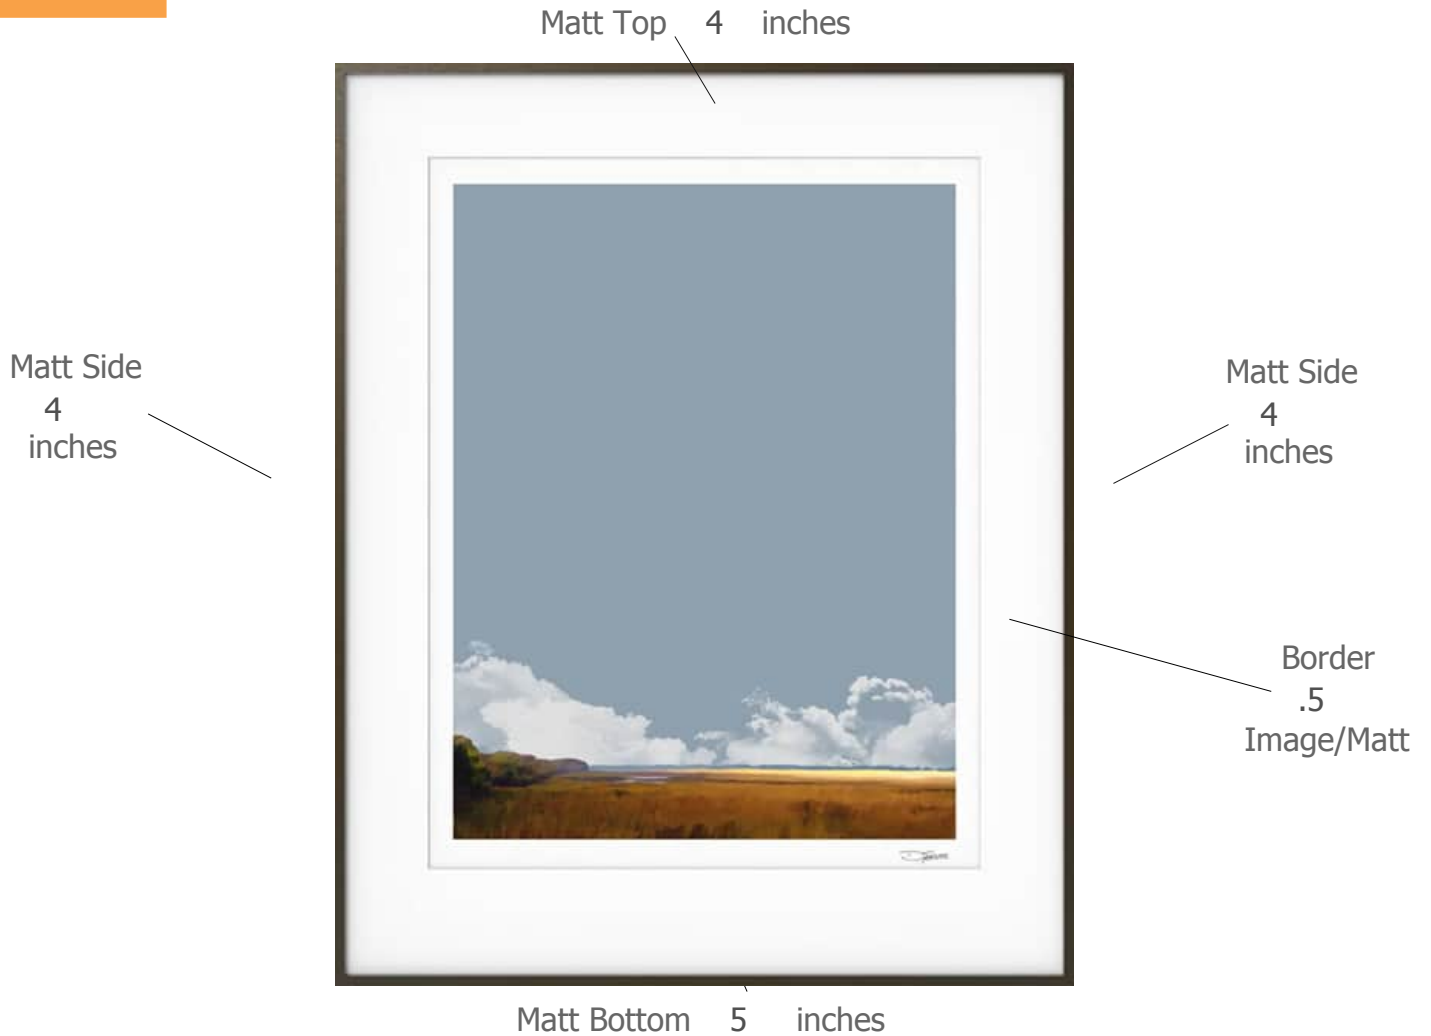 Matt Top 4 inches
Matt Side
4
inches
Matt Side
4
inches
Border
.5
Image/Matt
Matt Bottom 5 inches